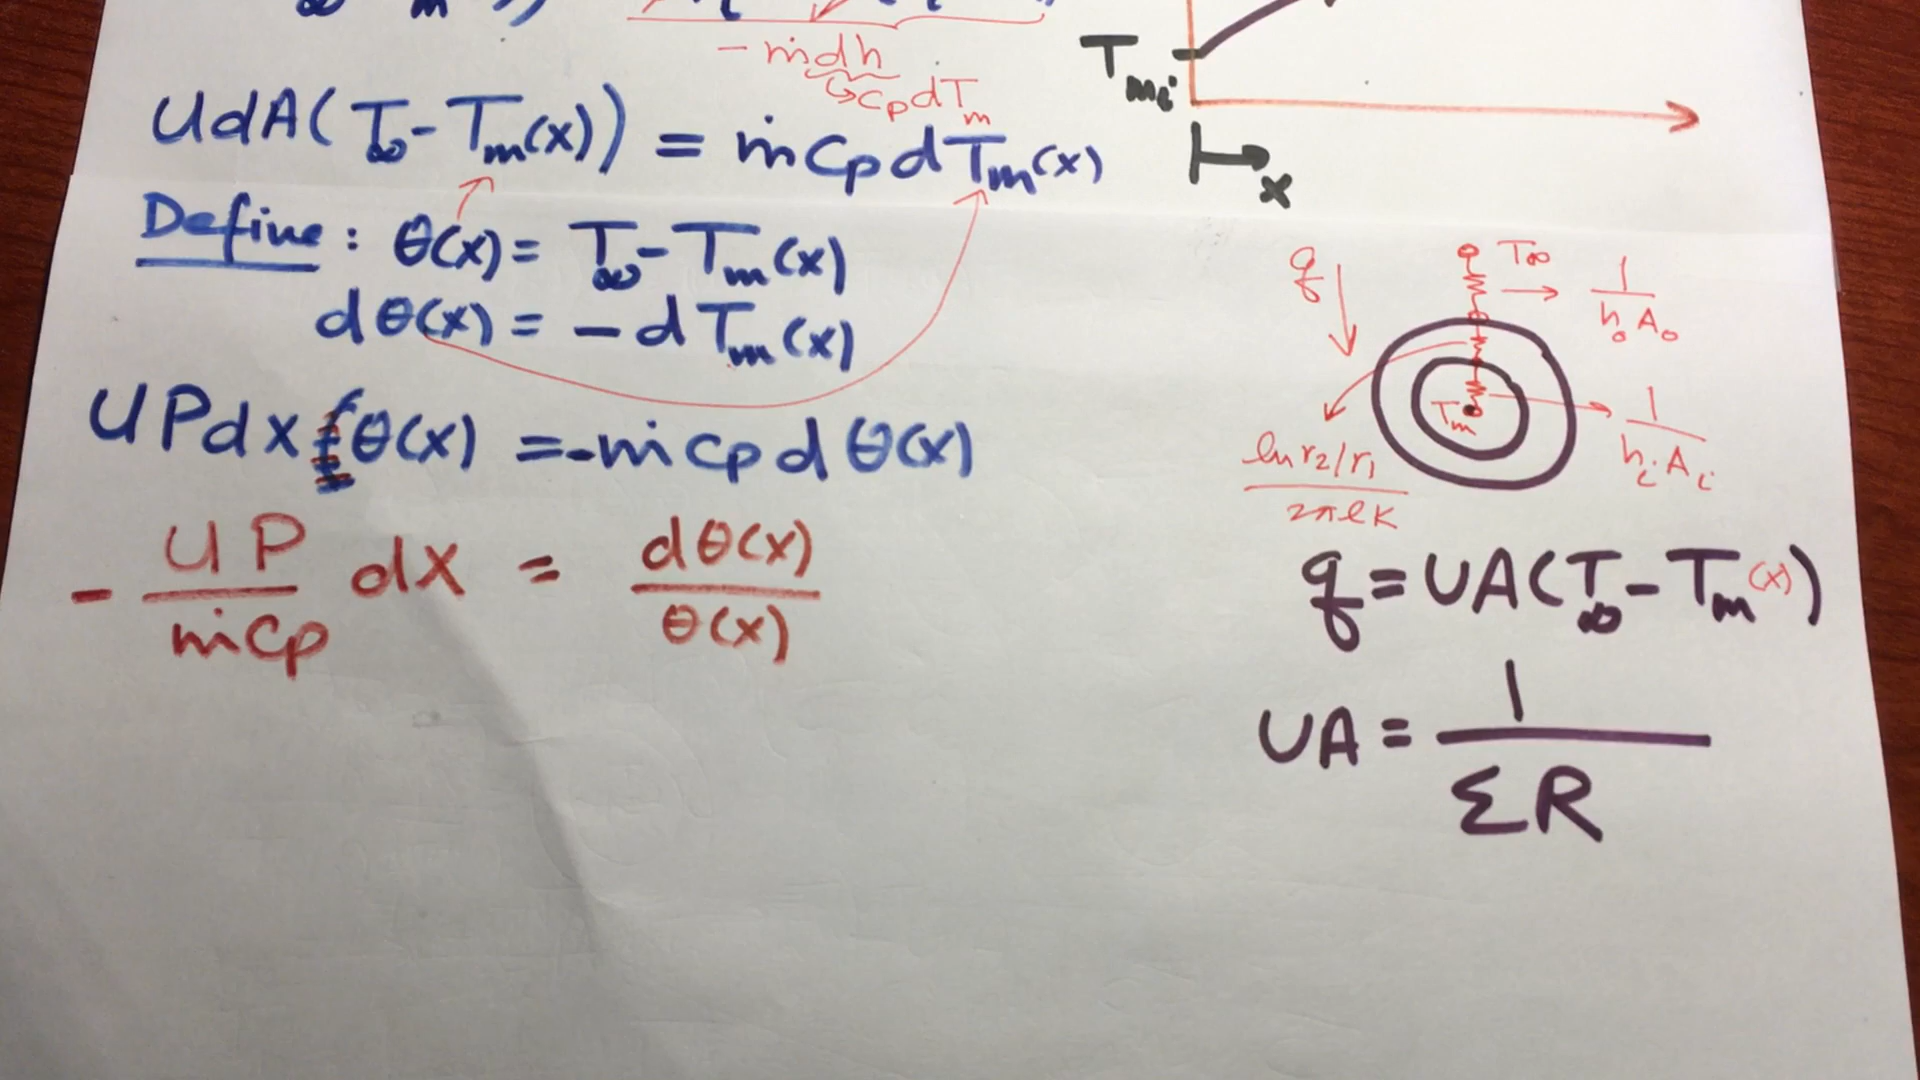 - ṁdh
↳ CpdTm
UdA(T∞-Tm(x)) = ṁCpdTm(x)
Define: θ(x)= T∞-Tm(x)
dθ(x) = -dTm(x)
UPdx θ(x) =-ṁCpdθ(x)
- UP/ṁCp dx = dθ(x)/θ(x)
Tmi
x
q
T∞
1/hoAo
Tm
1/hiAi
ln r2/r1 / 2πlK
q=UA(T∞-Tm(x))
UA = 1/ΣR